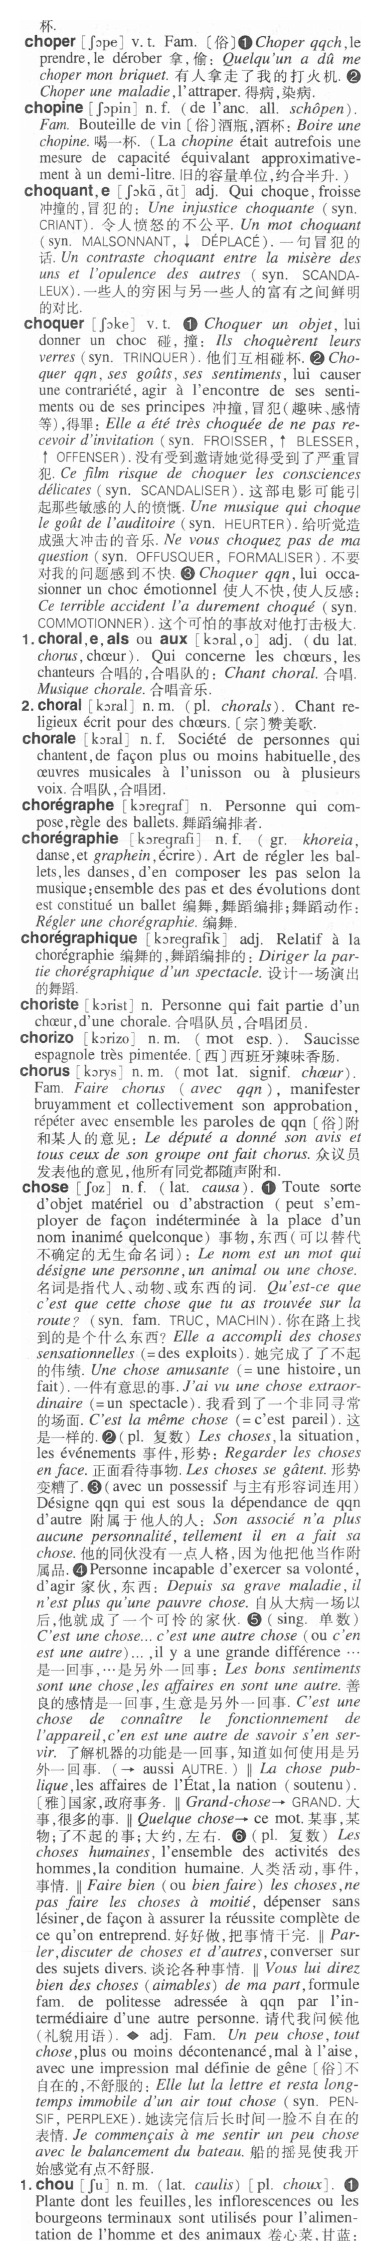 杯.
choper [ʃɔpe] v. t. Fam. 〔俗〕❶ Choper qqch, le
prendre, le dérober 拿, 偷: Quelqu'un a dû me
choper mon briquet. 有人拿走了我的打火机. ❷
Choper une maladie, l'attraper. 得病, 染病.
chopine [ʃɔpin] n. f. (de l'anc. all. schôpen).
Fam. Bouteille de vin〔俗〕酒瓶, 酒杯: Boire une
chopine. 喝一杯. (La chopine était autrefois une
mesure de capacité équivalant approximative-
ment à un demi-litre. 旧的容量单位, 约合半升.)
choquant, e [ʃɔkɑ̃, ɑ̃t] adj. Qui choque, froisse
冲撞的, 冒犯的: Une injustice choquante (syn.
CRIANT). 令人愤怒的不公平. Un mot choquant
(syn. MALSONNANT, ↓ DÉPLACÉ). 一句冒犯的
话. Un contraste choquant entre la misère des
uns et l'opulence des autres (syn. SCANDA-
LEUX). 一些人的穷困与另一些人的富有之间鲜明
的对比.
choquer [ʃɔke] v. t. ❶ Choquer un objet, lui
donner un choc 碰, 撞: Ils choquèrent leurs
verres (syn. TRINQUER). 他们互相碰杯. ❷ Cho-
quer qqn, ses goûts, ses sentiments, lui causer
une contrariété, agir à l'encontre de ses senti-
ments ou de ses principes 冲撞, 冒犯(趣味、感情
等), 得罪: Elle a été très choquée de ne pas re-
cevoir d'invitation (syn. FROISSER, ↑ BLESSER,
↑ OFFENSER). 没有受到邀请她觉得受到了严重冒
犯. Ce film risque de choquer les consciences
délicates (syn. SCANDALISER). 这部电影可能引
起那些敏感的人的愤慨. Une musique qui choque
le goût de l'auditoire (syn. HEURTER). 给听觉造
成强大冲击的音乐. Ne vous choquez pas de ma
question (syn. OFFUSQUER, FORMALISER). 不要
对我的问题感到不快. ❸ Choquer qqn, lui occa-
sionner un choc émotionnel 使人不快, 使人反感:
Ce terrible accident l'a durement choqué (syn.
COMMOTIONNER). 这个可怕的事故对他打击极大.
1. choral, e, als ou aux [kɔral, o] adj. (du lat.
chorus, chœur). Qui concerne les chœurs, les
chanteurs 合唱的, 合唱队的: Chant choral. 合唱.
Musique chorale. 合唱音乐.
2. choral [kɔral] n. m. (pl. chorals). Chant re-
ligieux écrit pour des chœurs.〔宗〕赞美歌.
chorale [kɔral] n. f. Société de personnes qui
chantent, de façon plus ou moins habituelle, des
œuvres musicales à l'unisson ou à plusieurs
voix. 合唱队, 合唱团.
chorégraphe [kɔregraf] n. Personne qui com-
pose, règle des ballets. 舞蹈编排者.
chorégraphie [kɔregrafi] n. f. (gr. khoreia,
danse, et graphein, écrire). Art de régler les bal-
lets, les danses, d'en composer les pas selon la
musique; ensemble des pas et des évolutions dont
est constitué un ballet 编舞, 舞蹈编排; 舞蹈动作:
Régler une chorégraphie. 编舞.
chorégraphique [kɔregrafik] adj. Relatif à la
chorégraphie 编舞的, 舞蹈编排的: Diriger la par-
tie chorégraphique d'un spectacle. 设计一场演出
的舞蹈.
choriste [kɔrist] n. Personne qui fait partie d'un
chœur, d'une chorale. 合唱队员, 合唱团员.
chorizo [kɔrizo] n. m. (mot esp.). Saucisse
espagnole très pimentée.〔西〕西班牙辣味香肠.
chorus [kɔrys] n. m. (mot lat. signif. chœur).
Fam. Faire chorus (avec qqn), manifester
bruyamment et collectivement son approbation,
répéter avec ensemble les paroles de qqn〔俗〕附
和某人的意见: Le député a donné son avis et
tous ceux de son groupe ont fait chorus. 众议员
发表他的意见, 他所有同党都随声附和.
chose [ʃoz] n. f. (lat. causa). ❶ Toute sorte
d'objet matériel ou d'abstraction (peut s'em-
ployer de façon indéterminée à la place d'un
nom inanimé quelconque) 事物, 东西(可以替代
不确定的无生命名词): Le nom est un mot qui
désigne une personne, un animal ou une chose.
名词是指代人、动物、或东西的词. Qu'est-ce que
c'est que cette chose que tu as trouvée sur la
route? (syn. fam. TRUC, MACHIN). 你在路上找
到的是个什么东西? Elle a accompli des choses
sensationnelles (= des exploits). 她完成了了不起
的伟绩. Une chose amusante (= une histoire, un
fait). 一件有意思的事. J'ai vu une chose extraor-
dinaire (= un spectacle). 我看到了一个非同寻常
的场面. C'est la même chose (= c'est pareil). 这
是一样的. ❷ (pl. 复数) Les choses, la situation,
les événements 事件, 形势: Regarder les choses
en face. 正面看待事物. Les choses se gâtent. 形势
变糟了. ❸ (avec un possessif 与主有形容词连用)
Désigne qqn qui est sous la dépendance de qqn
d'autre 附属于他人的人: Son associé n'a plus
aucune personnalité, tellement il en a fait sa
chose. 他的同伙没有一点人格, 因为他把他当作附
属品. ❹ Personne incapable d'exercer sa volonté,
d'agir 家伙, 东西: Depuis sa grave maladie, il
n'est plus qu'une pauvre chose. 自从大病一场以
后, 他就成了一个可怜的家伙. ❺ (sing. 单数)
C'est une chose... c'est une autre chose (ou c'en
est une autre)..., il y a une grande différence …
是一回事, …是另外一回事: Les bons sentiments
sont une chose, les affaires en sont une autre. 善
良的感情是一回事, 生意是另外一回事. C'est une
chose de connaître le fonctionnement de
l'appareil, c'en est une autre de savoir s'en ser-
vir. 了解机器的功能是一回事, 知道如何使用是另
外一回事. (→ aussi AUTRE.) ‖ La chose pub-
lique, les affaires de l'État, la nation (soutenu).
〔雅〕国家, 政府事务. ‖ Grand-chose→ GRAND. 大
事, 很多的事. ‖ Quelque chose→ ce mot. 某事, 某
物; 了不起的事; 大约, 左右. ❻ (pl. 复数) Les
choses humaines, l'ensemble des activités des
hommes, la condition humaine. 人类活动, 事件,
事情. ‖ Faire bien (ou bien faire) les choses, ne
pas faire les choses à moitié, dépenser sans
lésiner, de façon à assurer la réussite complète de
ce qu'on entreprend. 好好做, 把事情干完. ‖ Par-
ler, discuter de choses et d'autres, converser sur
des sujets divers. 谈论各种事情. ‖ Vous lui direz
bien des choses (aimables) de ma part, formule
fam. de politesse adressée à qqn par l'in-
termédiaire d'une autre personne. 请代我问候他
(礼貌用语). ◆ adj. Fam. Un peu chose, tout
chose, plus ou moins décontenancé, mal à l'aise,
avec une impression mal définie de gêne〔俗〕不
自在的, 不舒服的: Elle lut la lettre et resta long-
temps immobile d'un air tout chose (syn. PEN-
SIF, PERPLEXE). 她读完信后长时间一脸不自在的
表情. Je commençais à me sentir un peu chose
avec le balancement du bateau. 船的摇晃使我开
始感觉有点不舒服.
1. chou [ʃu] n. m. (lat. caulis) [pl. choux]. ❶
Plante dont les feuilles, les inflorescences ou les
bourgeons terminaux sont utilisés pour l'alimen-
tation de l'homme et des animaux 卷心菜, 甘蓝: